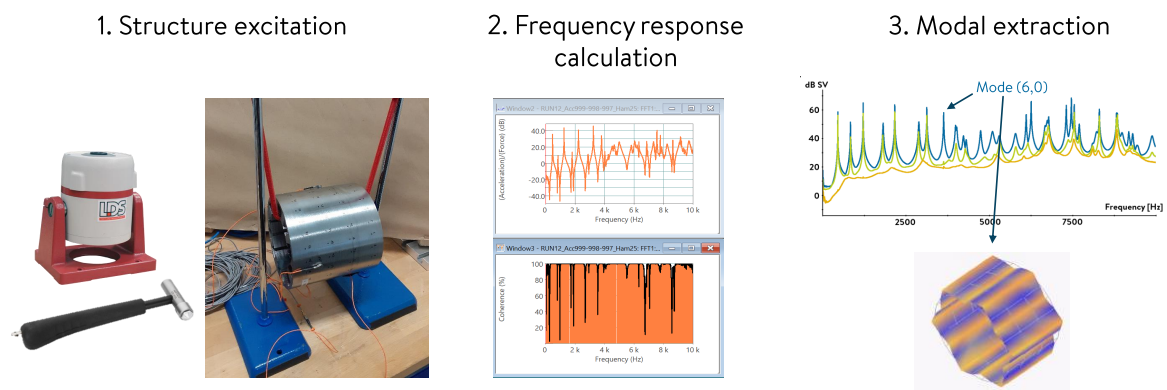 1. Structure excitation
2. Frequency response
calculation
3. Modal extraction
LDS
Window2 - RUN12_Acc999-998-997_Ham25: FFT1:...
(Acceleration)/(Force) (dB)
40.0
20.0
0
-20.0
-40.0
0 2 k 4 k 6 k 8 k 10 k
Frequency (Hz)
Window3 - RUN12_Acc999-998-997_Ham25: FFT1:...
Coherence (%)
100
80
60
40
20
0 2 k 4 k 6 k 8 k 10 k
Frequency (Hz)
dB SV
Mode (6,0)
60
40
20
0
Frequency [Hz]
2500 5000 7500